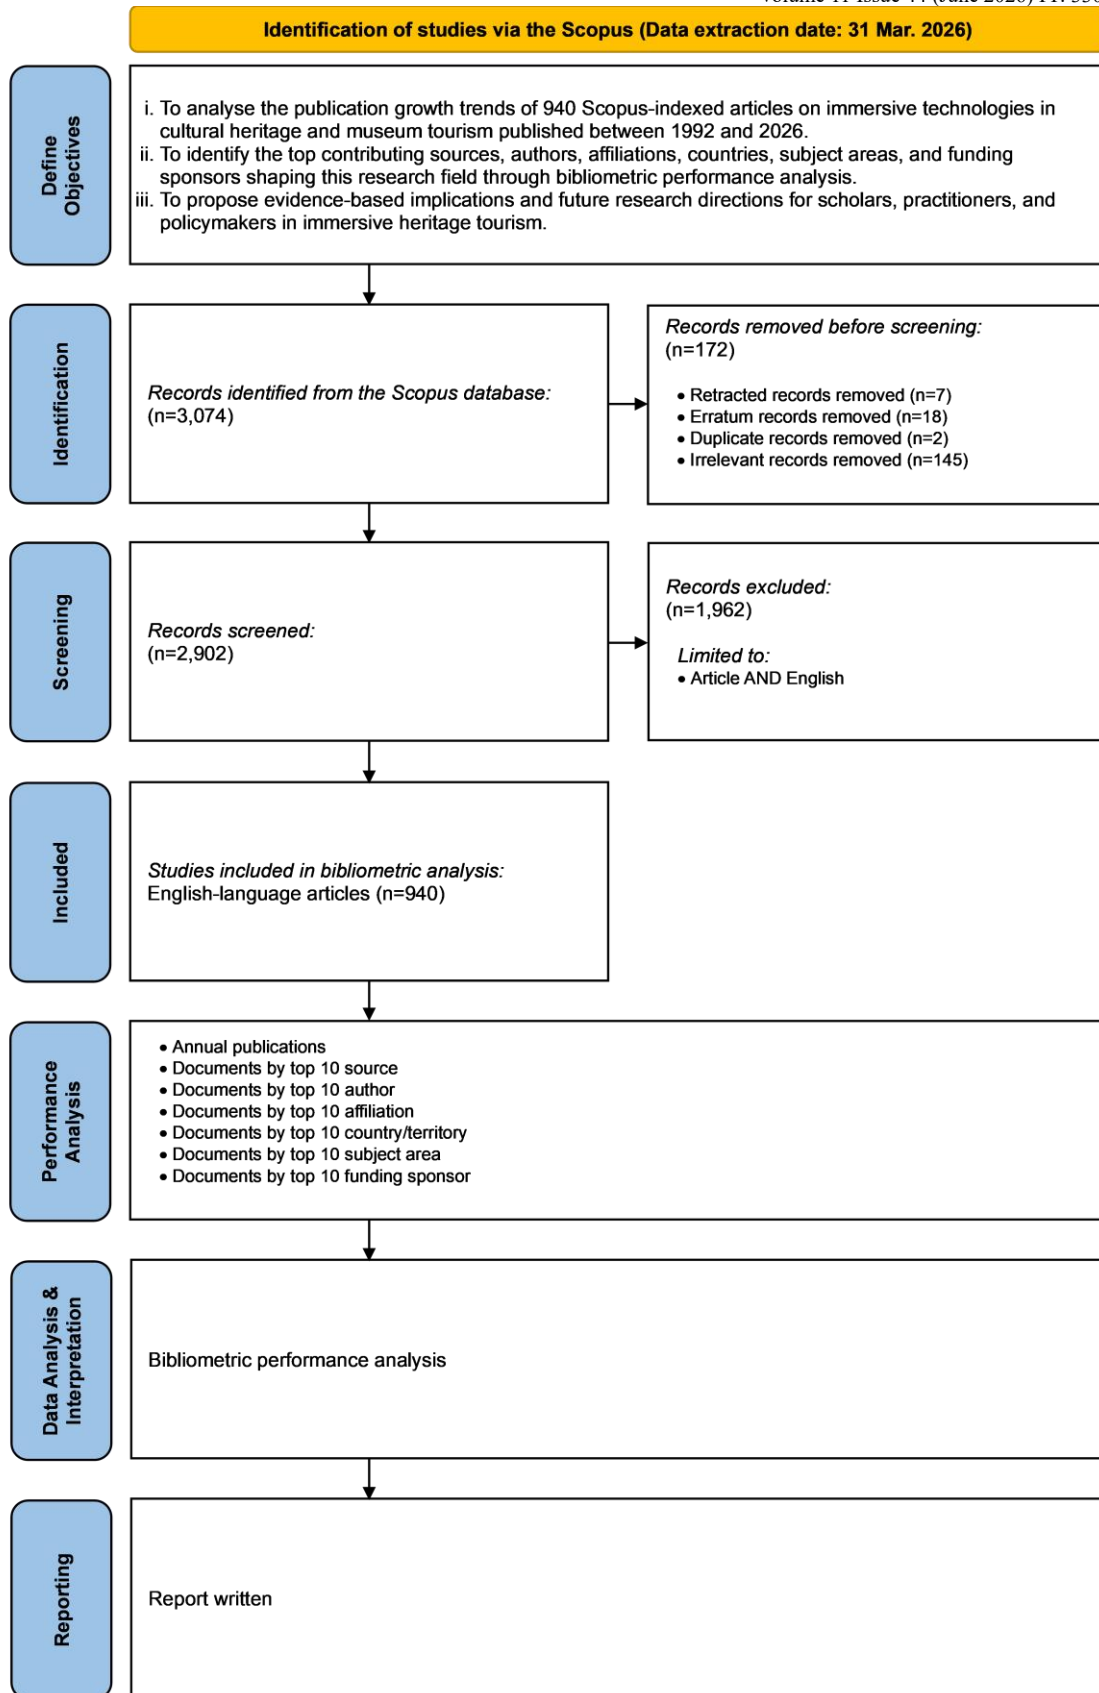 Identification of studies via the Scopus (Data extraction date: 31 Mar. 2026)
Define
Objectives
i. To analyse the publication growth trends of 940 Scopus-indexed articles on immersive technologies in
cultural heritage and museum tourism published between 1992 and 2026.
ii. To identify the top contributing sources, authors, affiliations, countries, subject areas, and funding
sponsors shaping this research field through bibliometric performance analysis.
iii. To propose evidence-based implications and future research directions for scholars, practitioners, and
policymakers in immersive heritage tourism.
Identification
Records identified from the Scopus database:
(n=3,074)
Records removed before screening:
(n=172)
• Retracted records removed (n=7)
• Erratum records removed (n=18)
• Duplicate records removed (n=2)
• Irrelevant records removed (n=145)
Screening
Records screened:
(n=2,902)
Records excluded:
(n=1,962)
Limited to:
• Article AND English
Included
Studies included in bibliometric analysis:
English-language articles (n=940)
Performance
Analysis
• Annual publications
• Documents by top 10 source
• Documents by top 10 author
• Documents by top 10 affiliation
• Documents by top 10 country/territory
• Documents by top 10 subject area
• Documents by top 10 funding sponsor
Data Analysis &
Interpretation
Bibliometric performance analysis
Reporting
Report written